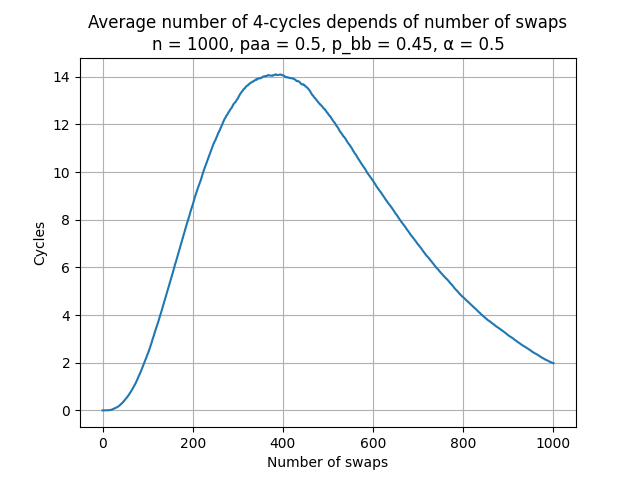 Average number of 4-cycles depends of number of swaps
n = 1000, paa = 0.5, p_bb = 0.45, α = 0.5
14
12
10
8
6
4
2
0
Cycles
0 200 400 600 800 1000
Number of swaps